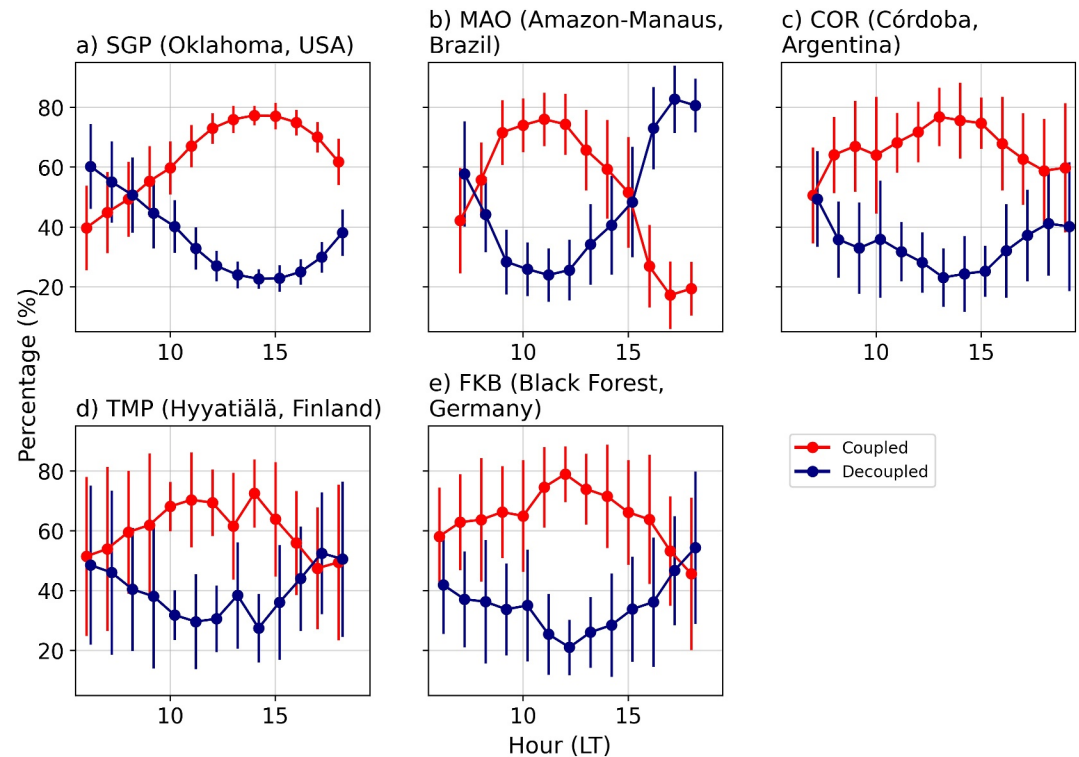 a) SGP (Oklahoma, USA)
b) MAO (Amazon-Manaus,
Brazil)
c) COR (Córdoba,
Argentina)
80
60
40
20
10
15
10
15
10
15
Percentage (%)
d) TMP (Hyyatiälä, Finland)
e) FKB (Black Forest,
Germany)
Coupled
Decoupled
80
60
40
20
10
15
10
15
Hour (LT)